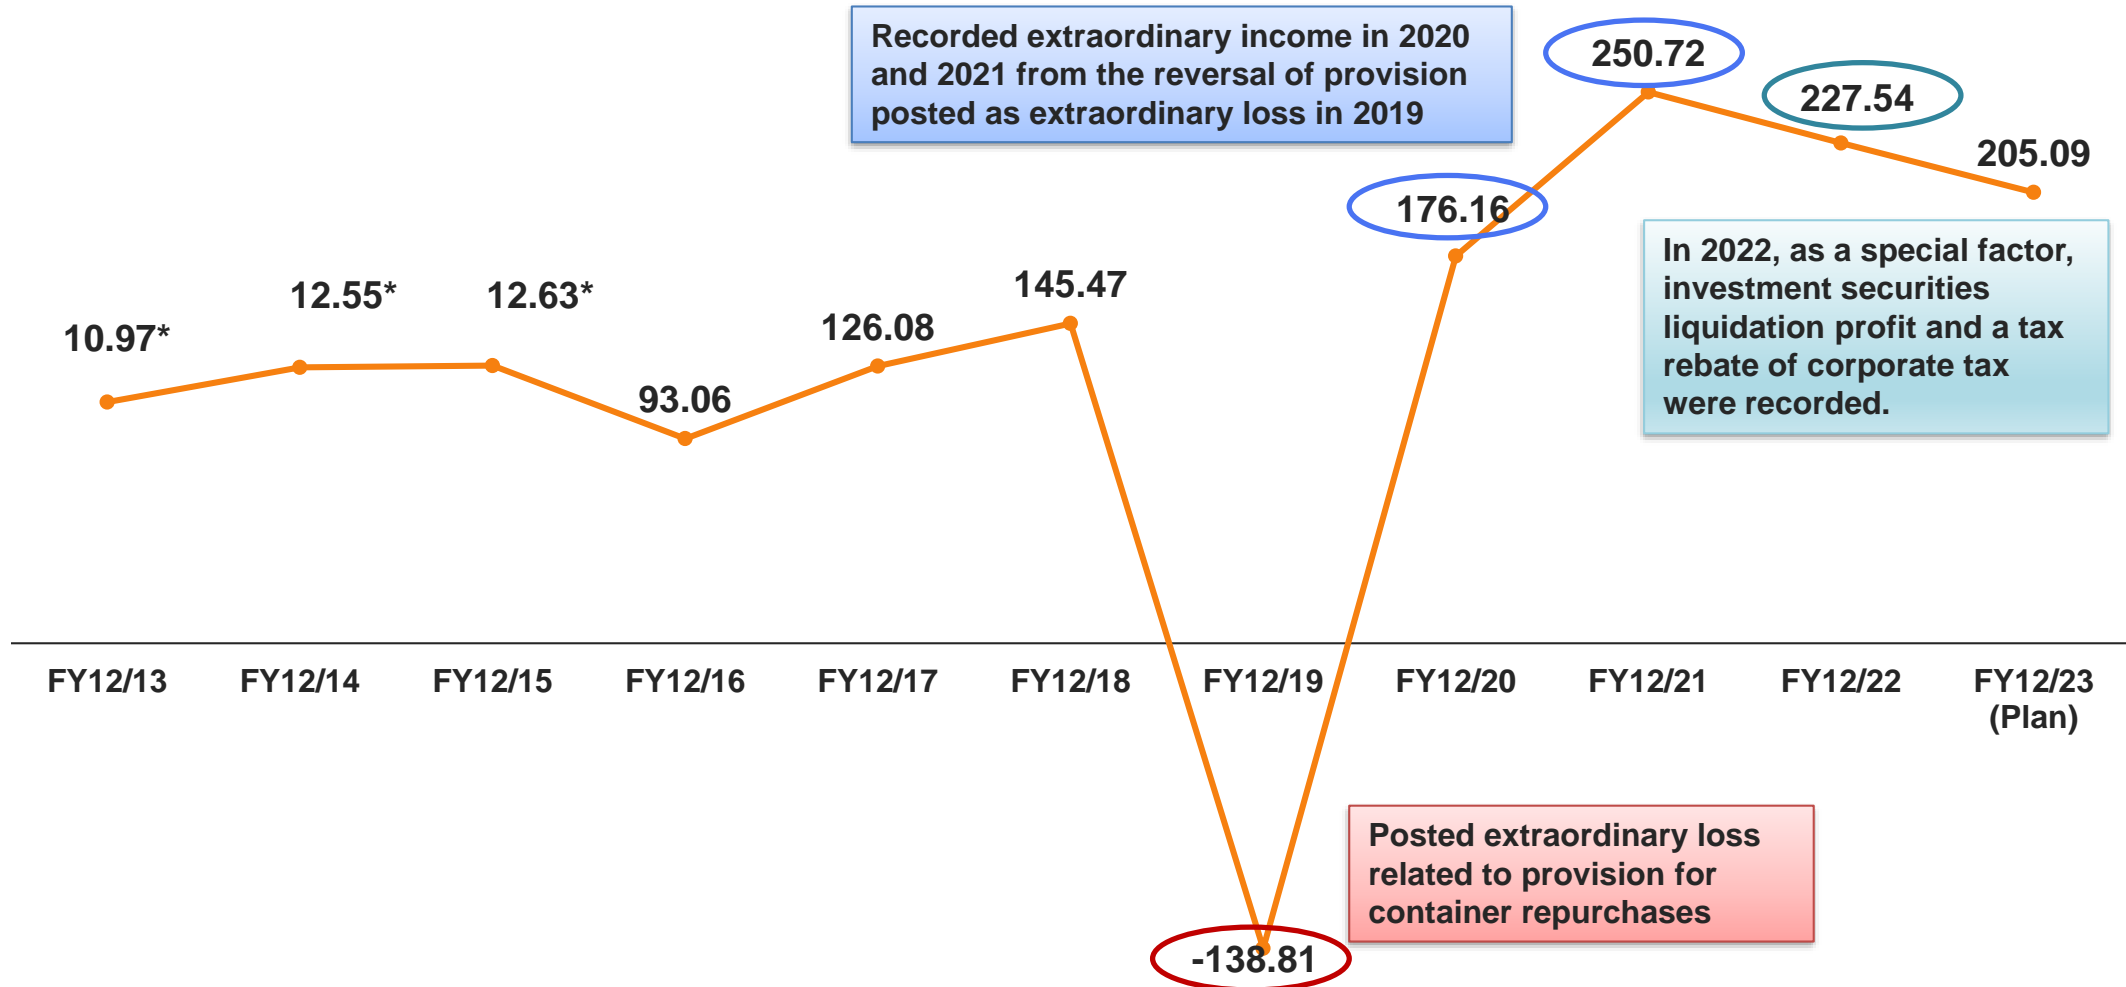 Recorded extraordinary income in 2020
and 2021 from the reversal of provision
posted as extraordinary loss in 2019
250.72
227.54
205.09
176.16
In 2022, as a special factor,
investment securities
liquidation profit and a tax
rebate of corporate tax
were recorded.
10.97*
12.55*
12.63*
93.06
126.08
145.47
FY12/13
FY12/14
FY12/15
FY12/16
FY12/17
FY12/18
FY12/19
FY12/20
FY12/21
FY12/22
FY12/23
(Plan)
Posted extraordinary loss
related to provision for
container repurchases
-138.81